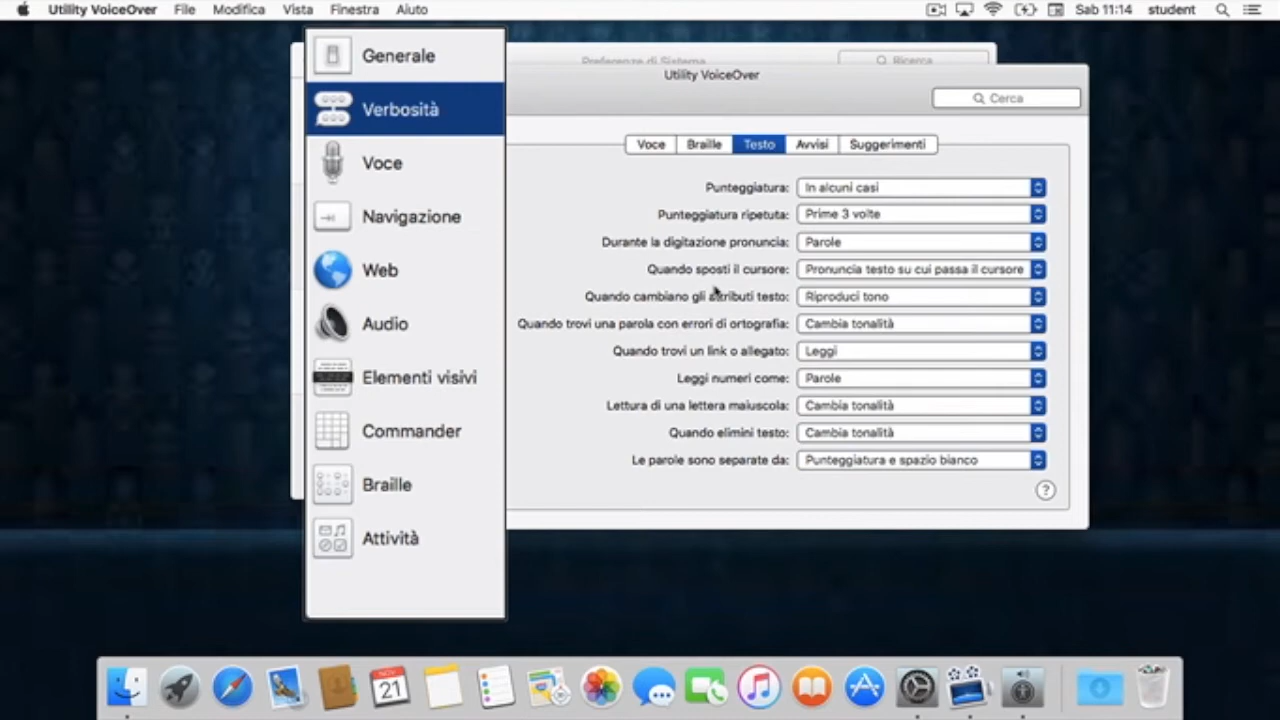 Utility VoiceOver File Modifica Vista Finestra Aiuto Sab 11:14 student
Preferenze di Sistema Ricerca
Utility VoiceOver
Cerca
Generale
Verbosità
Voce
Navigazione
Web
Audio
Elementi visivi
Commander
Braille
Attività
Voce Braille Testo Avvisi Suggerimenti
Punteggiatura: In alcuni casi
Punteggiatura ripetuta: Prime 3 volte
Durante la digitazione pronuncia: Parole
Quando sposti il cursore: Pronuncia testo su cui passa il cursore
Quando cambiano gli attributi testo: Riproduci tono
Quando trovi una parola con errori di ortografia: Cambia tonalità
Quando trovi un link o allegato: Leggi
Leggi numeri come: Parole
Lettura di una lettera maiuscola: Cambia tonalità
Quando elimini testo: Cambia tonalità
Le parole sono separate da: Punteggiatura e spazio bianco
?
NOV
21